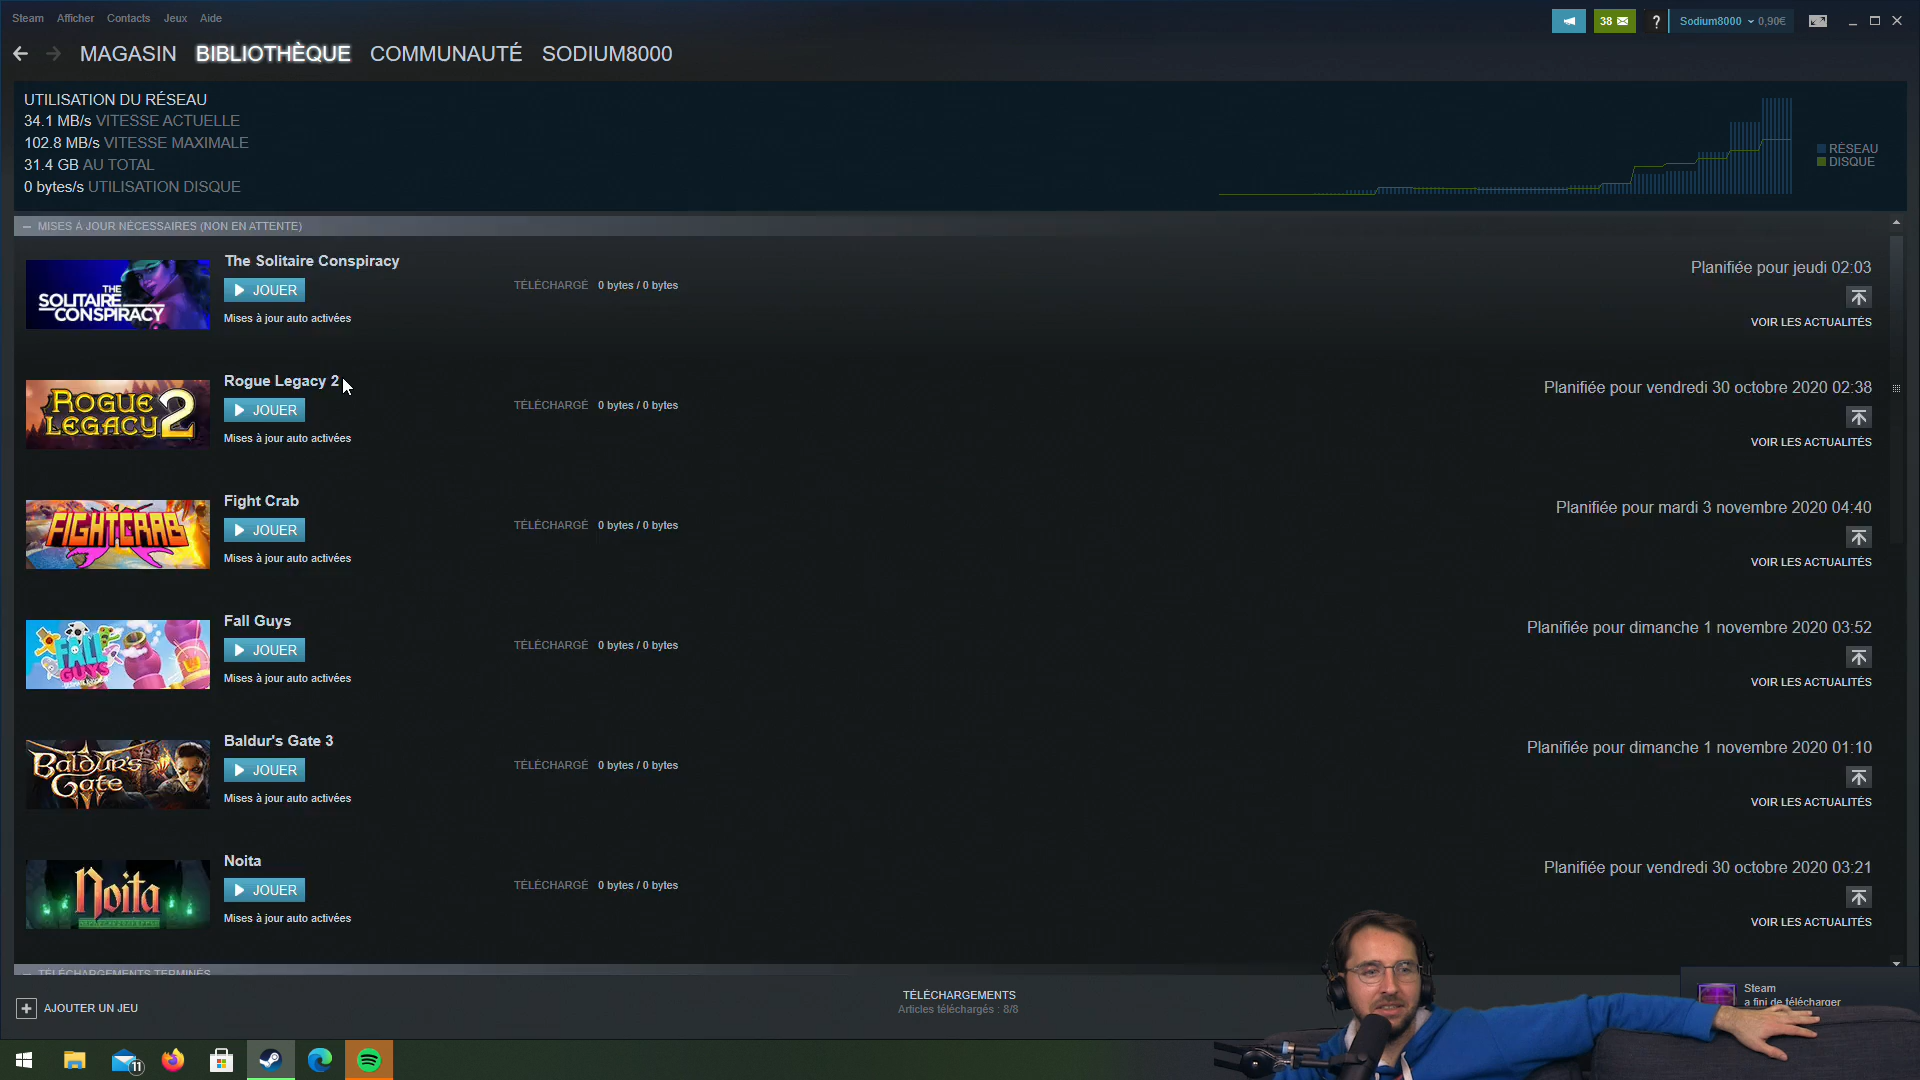 Steam Afficher Contacts Jeux Aide
38 ? Sodium8000 0,90€
MAGASIN BIBLIOTHÈQUE COMMUNAUTÉ SODIUM8000
UTILISATION DU RÉSEAU
34.1 MB/s VITESSE ACTUELLE
102.8 MB/s VITESSE MAXIMALE
31.4 GB AU TOTAL
0 bytes/s UTILISATION DISQUE
RÉSEAU
DISQUE
MISES À JOUR NÉCESSAIRES (NON EN ATTENTE)
THE SOLITAIRE CONSPIRACY
The Solitaire Conspiracy
JOUER
Mises à jour auto activées
TÉLÉCHARGÉ 0 bytes / 0 bytes
Planifiée pour jeudi 02:03
VOIR LES ACTUALITÉS
ROGUE LEGACY 2
Rogue Legacy 2
JOUER
Mises à jour auto activées
TÉLÉCHARGÉ 0 bytes / 0 bytes
Planifiée pour vendredi 30 octobre 2020 02:38
VOIR LES ACTUALITÉS
FIGHT CRAB
Fight Crab
JOUER
Mises à jour auto activées
TÉLÉCHARGÉ 0 bytes / 0 bytes
Planifiée pour mardi 3 novembre 2020 04:40
VOIR LES ACTUALITÉS
FALL GUYS
Fall Guys
JOUER
Mises à jour auto activées
TÉLÉCHARGÉ 0 bytes / 0 bytes
Planifiée pour dimanche 1 novembre 2020 03:52
VOIR LES ACTUALITÉS
Baldur's Gate
Baldur's Gate 3
JOUER
Mises à jour auto activées
TÉLÉCHARGÉ 0 bytes / 0 bytes
Planifiée pour dimanche 1 novembre 2020 01:10
VOIR LES ACTUALITÉS
Noita
Noita
JOUER
Mises à jour auto activées
TÉLÉCHARGÉ 0 bytes / 0 bytes
Planifiée pour vendredi 30 octobre 2020 03:21
VOIR LES ACTUALITÉS
TÉLÉCHARGEMENTS TERMINÉS
AJOUTER UN JEU
TÉLÉCHARGEMENTS
Articles téléchargés : 8/8
Steam
a fini de télécharger
11